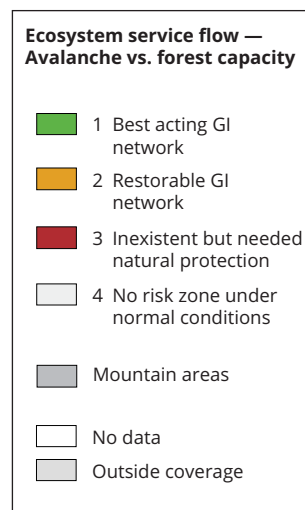 Ecosystem service flow —
Avalanche vs. forest capacity
1 Best acting GI
network
2 Restorable GI
network
3 Inexistent but needed
natural protection
4 No risk zone under
normal conditions
Mountain areas
No data
Outside coverage